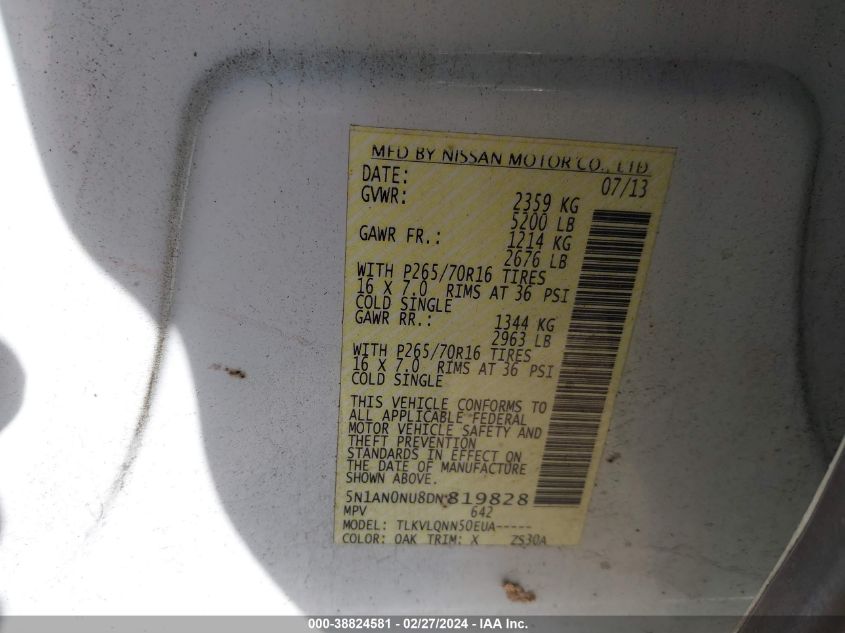 MFD BY NISSAN MOTOR CO., LTD.
DATE: 07/13
GVWR: 2359 KG
5200 LB
GAWR FR.: 1214 KG
2676 LB
WITH P265/70R16 TIRES
16 X 7.0 RIMS AT 36 PSI
COLD SINGLE
GAWR RR.: 1344 KG
2963 LB
WITH P265/70R16 TIRES
16 X 7.0 RIMS AT 36 PSI
COLD SINGLE
THIS VEHICLE CONFORMS TO
ALL APPLICABLE FEDERAL
MOTOR VEHICLE SAFETY AND
THEFT PREVENTION
STANDARDS IN EFFECT ON
THE DATE OF MANUFACTURE
SHOWN ABOVE.
5N1AN0NU8DN819828
MPV 642
MODEL: TLKVLQNN50EUA-----
COLOR: QAK TRIM: X ZS30A
000-38824581 - 02/27/2024 - IAA Inc.